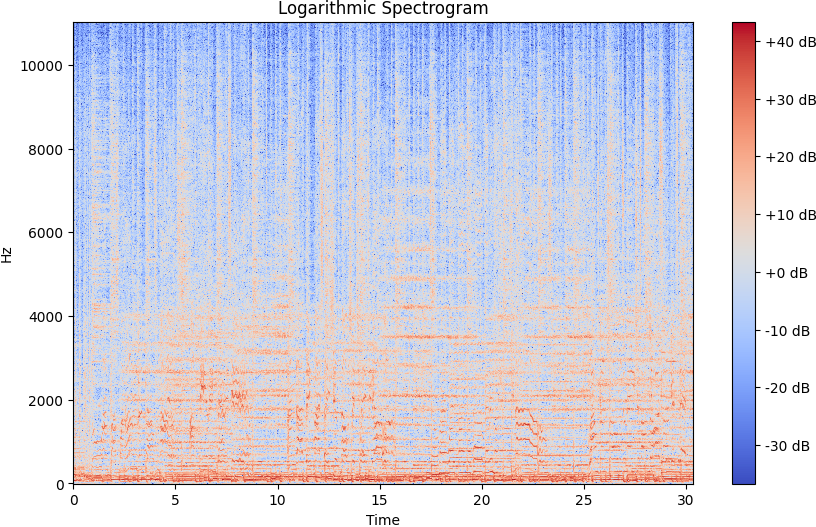 Logarithmic Spectrogram
Hz
10000
8000
6000
4000
2000
0
0 5 10 15 20 25 30
Time
+40 dB
+30 dB
+20 dB
+10 dB
+0 dB
-10 dB
-20 dB
-30 dB